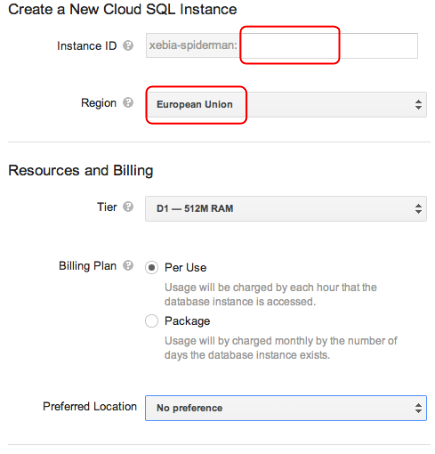 Create a New Cloud SQL Instance
Instance ID ? xebia-spiderman:
Region ? European Union
Resources and Billing
Tier ? D1 — 512M RAM
Billing Plan ? Per Use
Usage will be charged by each hour that the
database instance is accessed.
Package
Usage will by charged monthly by the number of
days the database instance exists.
Preferred Location No preference